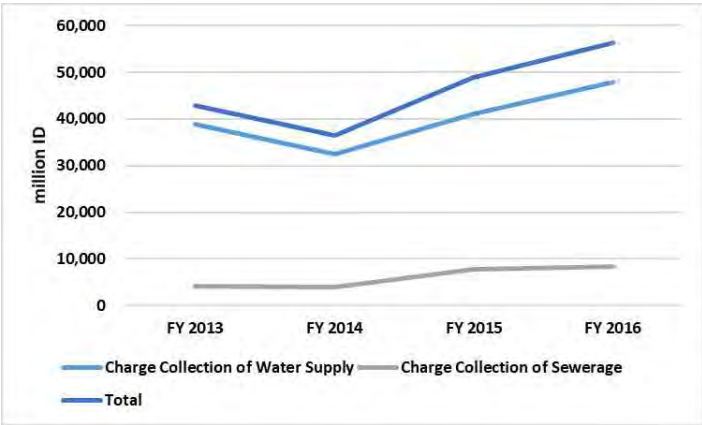 60,000
50,000
40,000
30,000
20,000
10,000
0
million ID
FY 2013 FY 2014 FY 2015 FY 2016
Charge Collection of Water Supply Charge Collection of Sewerage
Total